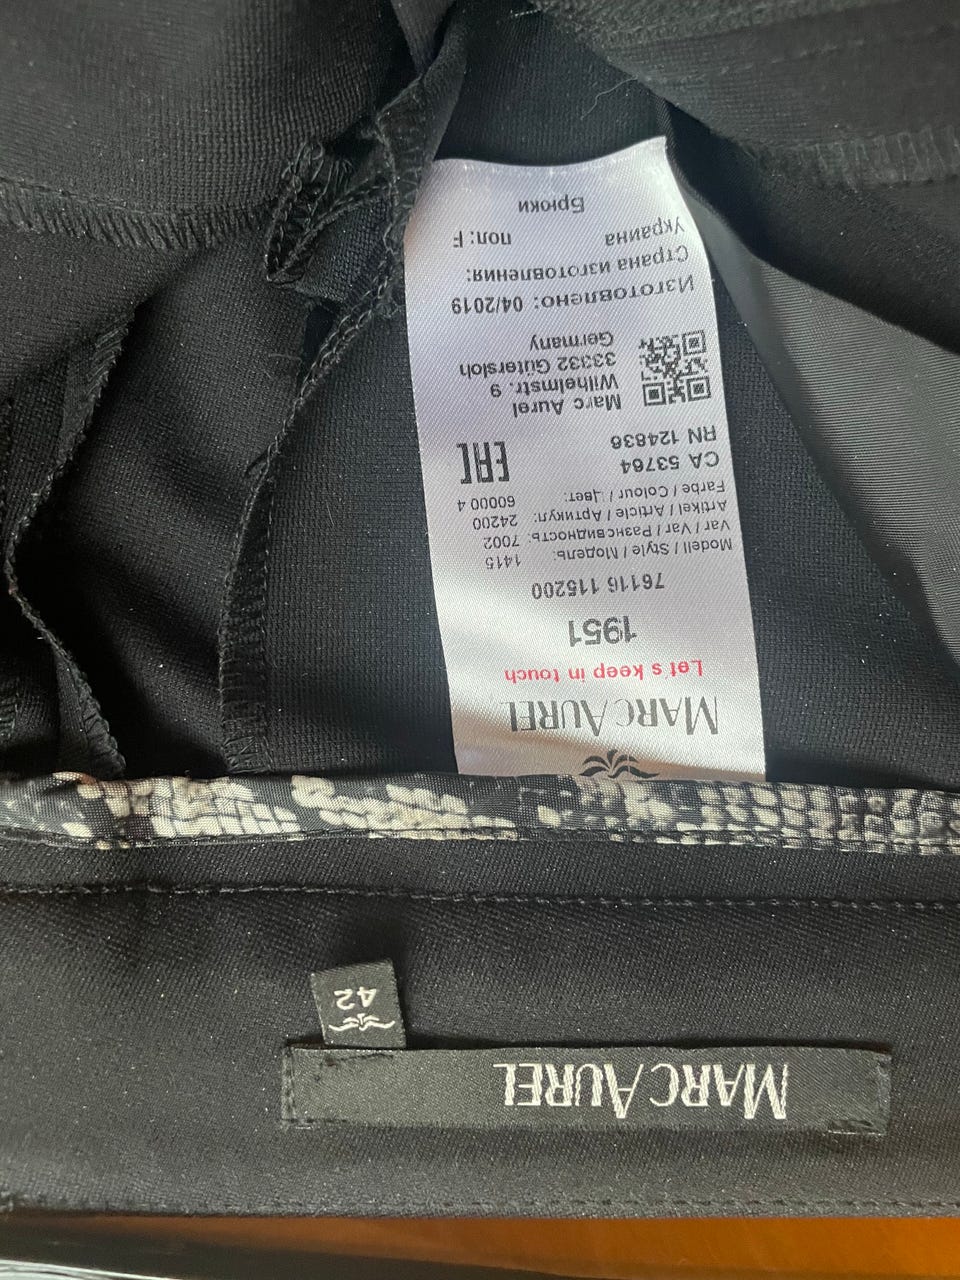 MARC AUREL
42
MARC AUREL
Let's keep in touch
1951
76116 115200
Modell / Style / Модель: 1415
Var / Var / Разновидность: 7002
Artikel / Article / Артикул: 24200
Farbe / Colour / Цвет: 60000 4
CA 53764
RN 124836
EAC
Marc Aurel
Wilhelmstr. 9
33332 Gütersloh
Germany
Изготовлено: 04/2019
Страна изготовления:
Украина пол: F
Брюки